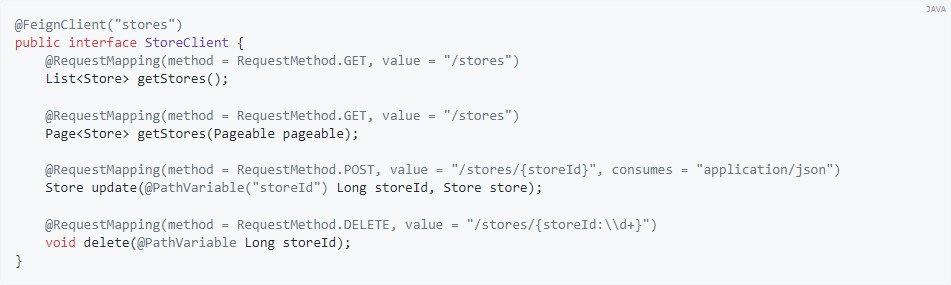 JAVA
@FeignClient("stores")
public interface StoreClient {
    @RequestMapping(method = RequestMethod.GET, value = "/stores")
    List<Store> getStores();

    @RequestMapping(method = RequestMethod.GET, value = "/stores")
    Page<Store> getStores(Pageable pageable);

    @RequestMapping(method = RequestMethod.POST, value = "/stores/{storeId}", consumes = "application/json")
    Store update(@PathVariable("storeId") Long storeId, Store store);

    @RequestMapping(method = RequestMethod.DELETE, value = "/stores/{storeId:\\d+}")
    void delete(@PathVariable Long storeId);
}